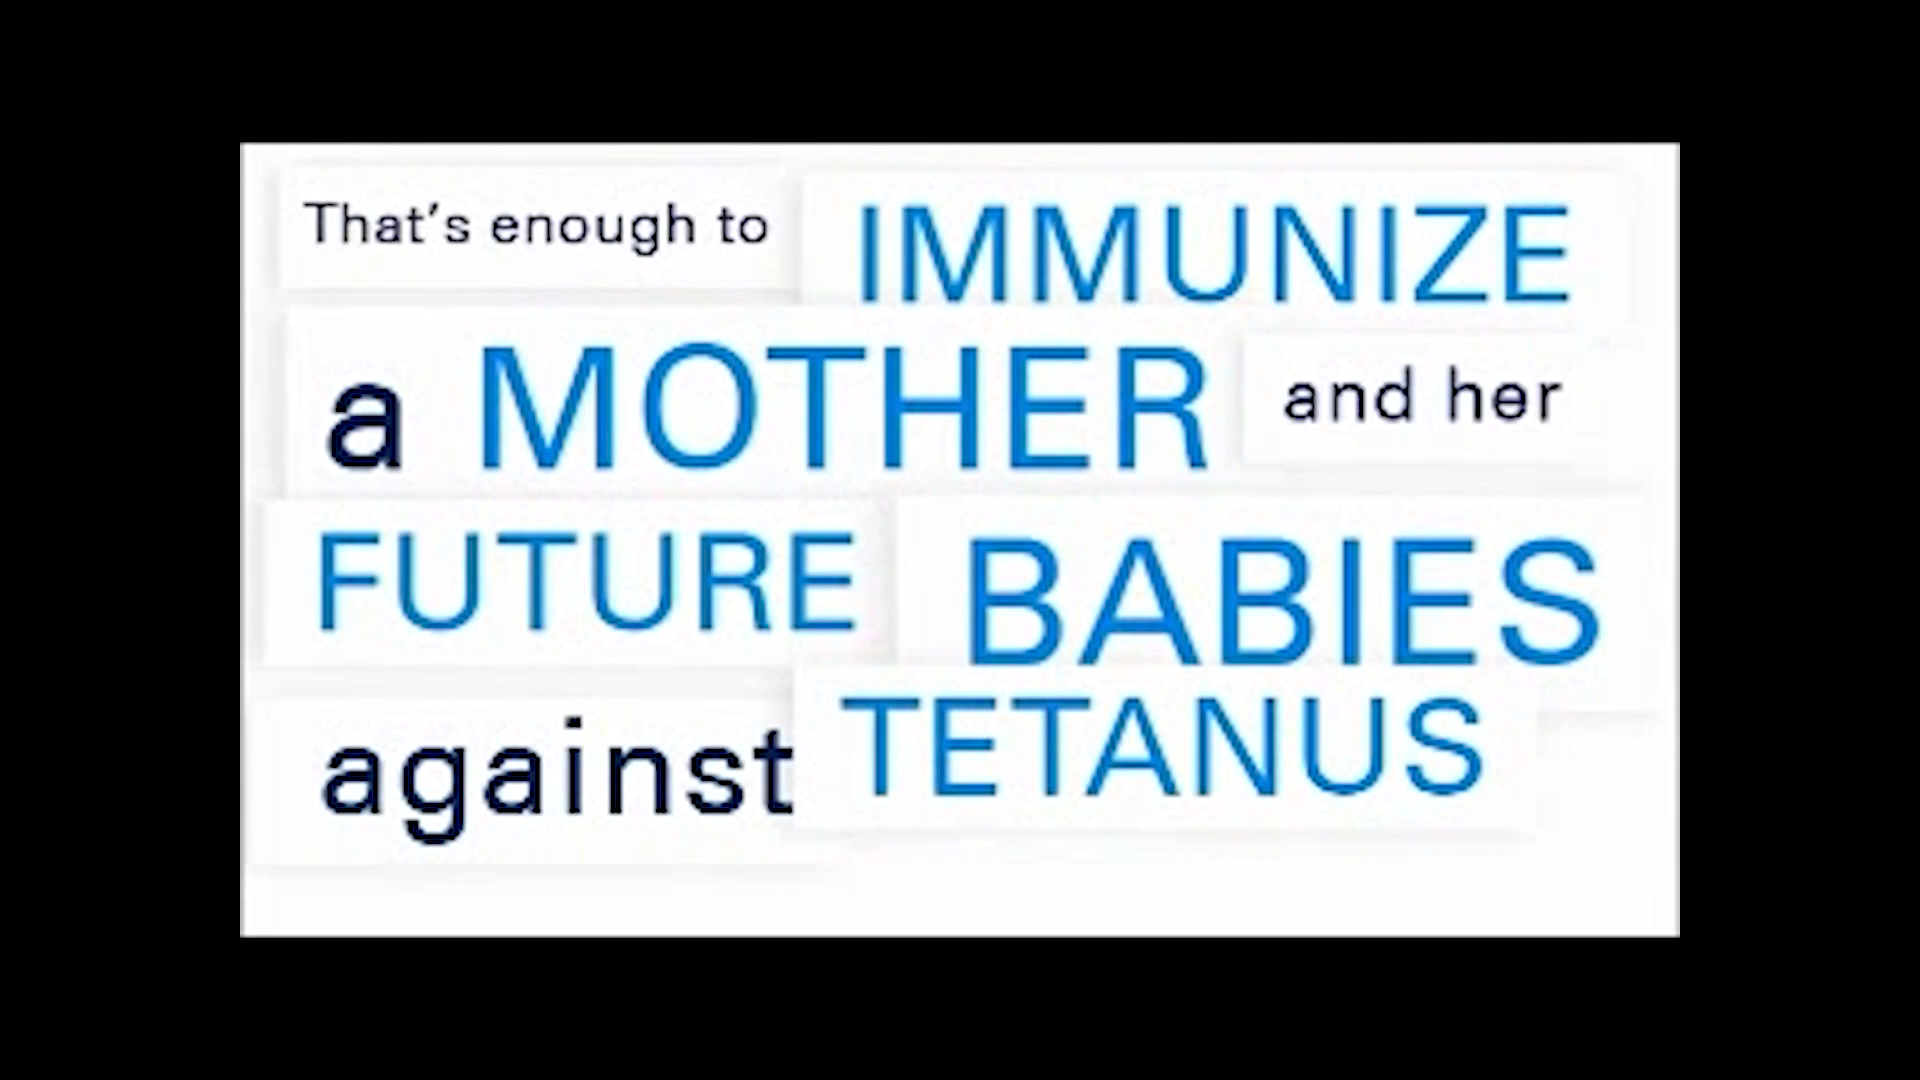 That's enough to IMMUNIZE
a MOTHER and her
FUTURE BABIES
against TETANUS